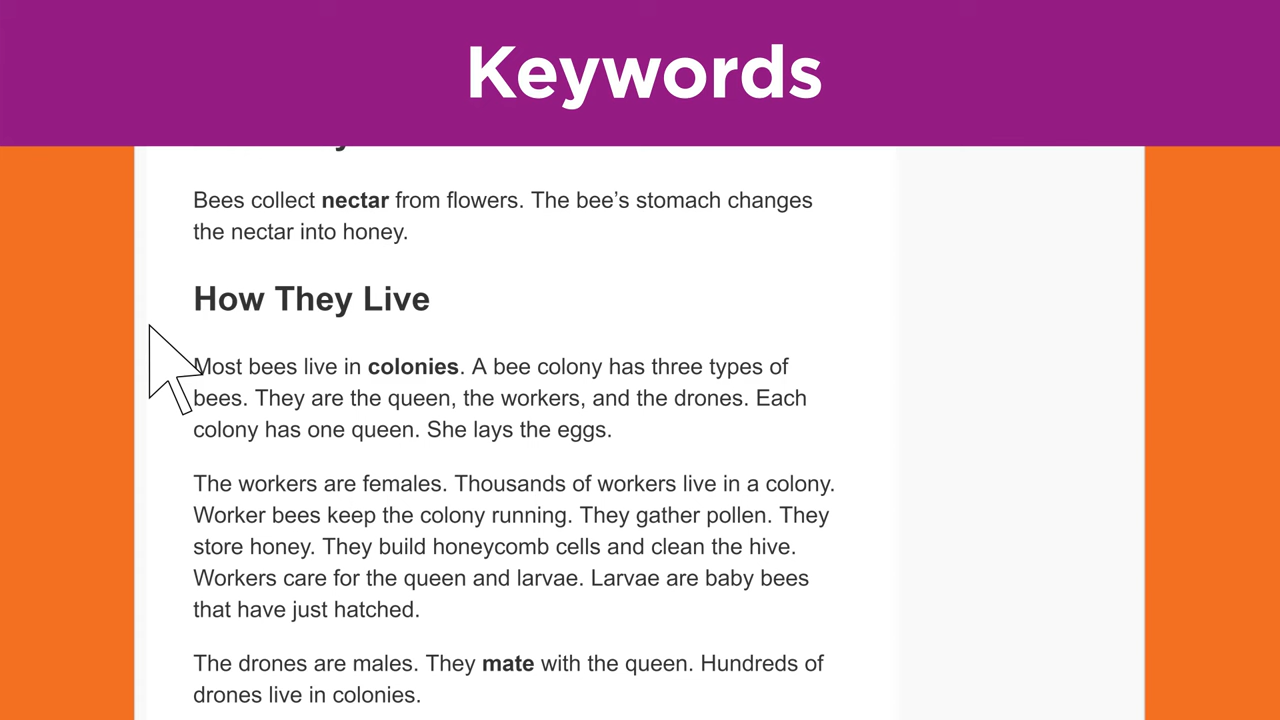 Keywords
Bees collect nectar from flowers. The bee’s stomach changes
the nectar into honey.
How They Live
Most bees live in colonies. A bee colony has three types of
bees. They are the queen, the workers, and the drones. Each
colony has one queen. She lays the eggs.
The workers are females. Thousands of workers live in a colony.
Worker bees keep the colony running. They gather pollen. They
store honey. They build honeycomb cells and clean the hive.
Workers care for the queen and larvae. Larvae are baby bees
that have just hatched.
The drones are males. They mate with the queen. Hundreds of
drones live in colonies.